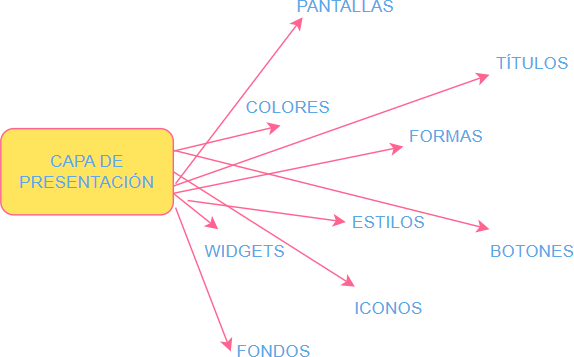 PANTALLAS
TÍTULOS
COLORES
FORMAS
CAPA DE
PRESENTACIÓN
ESTILOS
WIDGETS
BOTONES
ICONOS
FONDOS